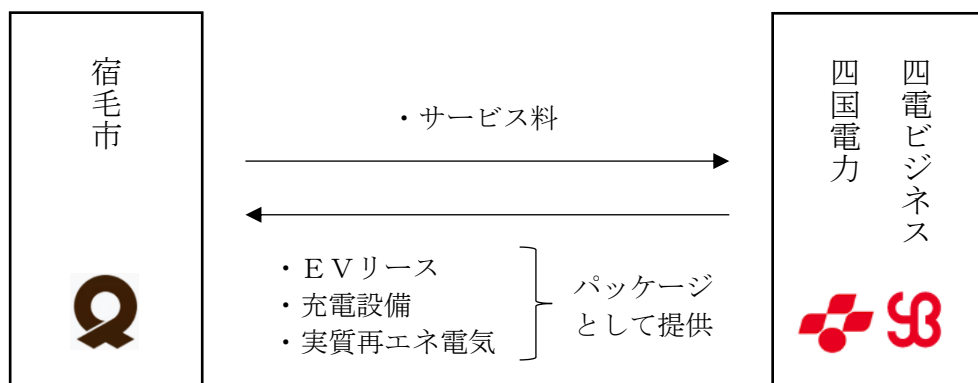 宿毛市
・サービス料
・ＥＶリース
・充電設備
・実質再エネ電気
パッケージ
として提供
四電ビジネス
四国電力